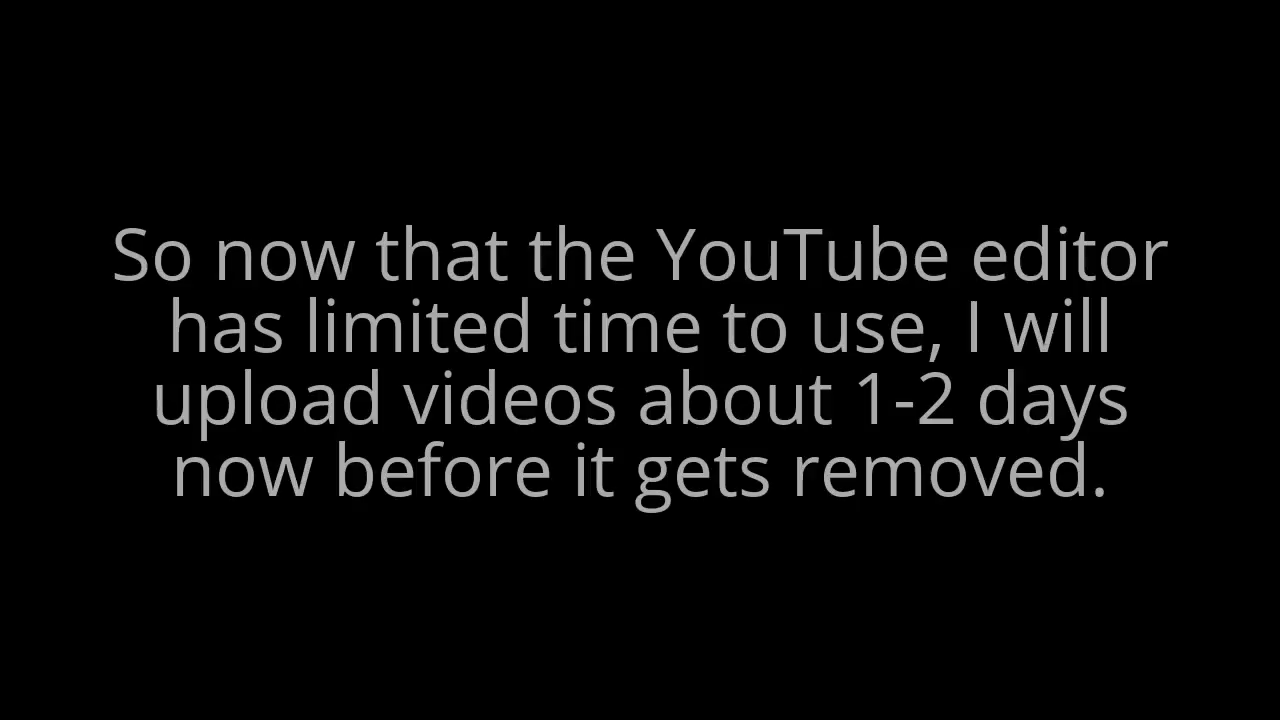 So now that the YouTube editor
has limited time to use, I will
upload videos about 1-2 days
now before it gets removed.